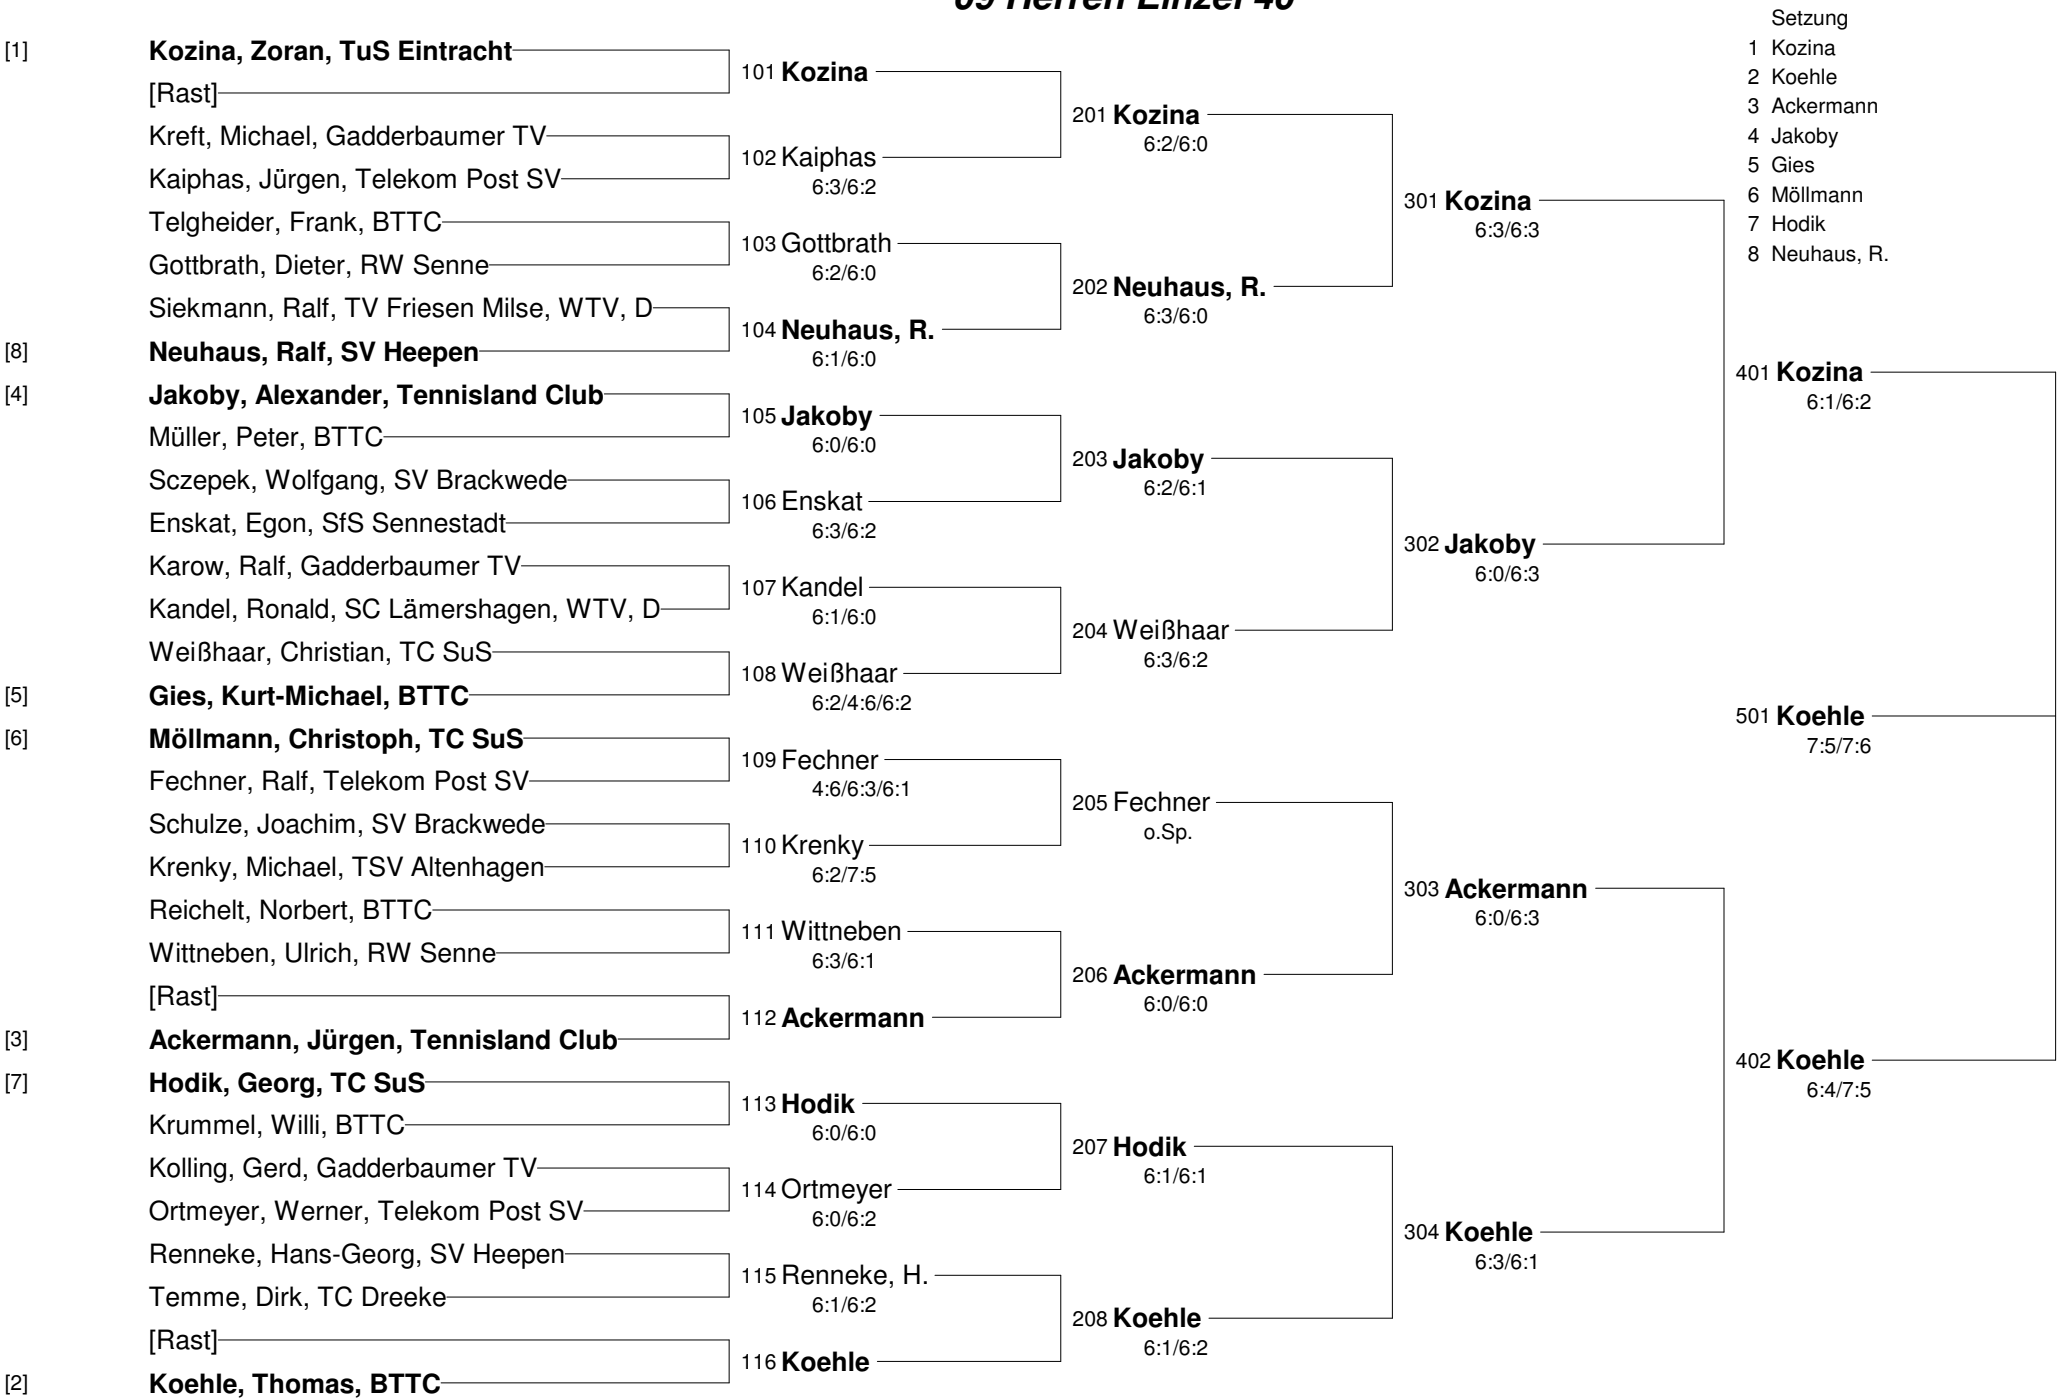 09 Herren Einzel 40
Setzung
1 Kozina
2 Koehle
3 Ackermann
4 Jakoby
5 Gies
6 Möllmann
7 Hodik
8 Neuhaus, R.
[1] Kozina, Zoran, TuS Eintracht
[Rast]
Kreft, Michael, Gadderbaumer TV
Kaiphas, Jürgen, Telekom Post SV
Telgheider, Frank, BTTC
Gottbrath, Dieter, RW Senne
Siekmann, Ralf, TV Friesen Milse, WTV, D
[8] Neuhaus, Ralf, SV Heepen
[4] Jakoby, Alexander, Tennisland Club
Müller, Peter, BTTC
Sczepek, Wolfgang, SV Brackwede
Enskat, Egon, SfS Sennestadt
Karow, Ralf, Gadderbaumer TV
Kandel, Ronald, SC Lämershagen, WTV, D
Weißhaar, Christian, TC SuS
[5] Gies, Kurt-Michael, BTTC
[6] Möllmann, Christoph, TC SuS
Fechner, Ralf, Telekom Post SV
Schulze, Joachim, SV Brackwede
Krenky, Michael, TSV Altenhagen
Reichelt, Norbert, BTTC
Wittneben, Ulrich, RW Senne
[Rast]
[3] Ackermann, Jürgen, Tennisland Club
[7] Hodik, Georg, TC SuS
Krummel, Willi, BTTC
Kolling, Gerd, Gadderbaumer TV
Ortmeyer, Werner, Telekom Post SV
Renneke, Hans-Georg, SV Heepen
Temme, Dirk, TC Dreeke
[Rast]
[2] Koehle, Thomas, BTTC
101 Kozina
102 Kaiphas
6:3/6:2
103 Gottbrath
6:2/6:0
104 Neuhaus, R.
6:1/6:0
105 Jakoby
6:0/6:0
106 Enskat
6:3/6:2
107 Kandel
6:1/6:0
108 Weißhaar
6:2/4:6/6:2
109 Fechner
4:6/6:3/6:1
110 Krenky
6:2/7:5
111 Wittneben
6:3/6:1
112 Ackermann
113 Hodik
6:0/6:0
114 Ortmeyer
6:0/6:2
115 Renneke, H.
6:1/6:2
116 Koehle
201 Kozina
6:2/6:0
202 Neuhaus, R.
6:3/6:0
203 Jakoby
6:2/6:1
204 Weißhaar
6:3/6:2
205 Fechner
o.Sp.
206 Ackermann
6:0/6:0
207 Hodik
6:1/6:1
208 Koehle
6:1/6:2
301 Kozina
6:3/6:3
302 Jakoby
6:0/6:3
303 Ackermann
6:0/6:3
304 Koehle
6:3/6:1
401 Kozina
6:1/6:2
402 Koehle
6:4/7:5
501 Koehle
7:5/7:6